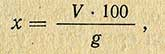 x = V · 100 / g ,